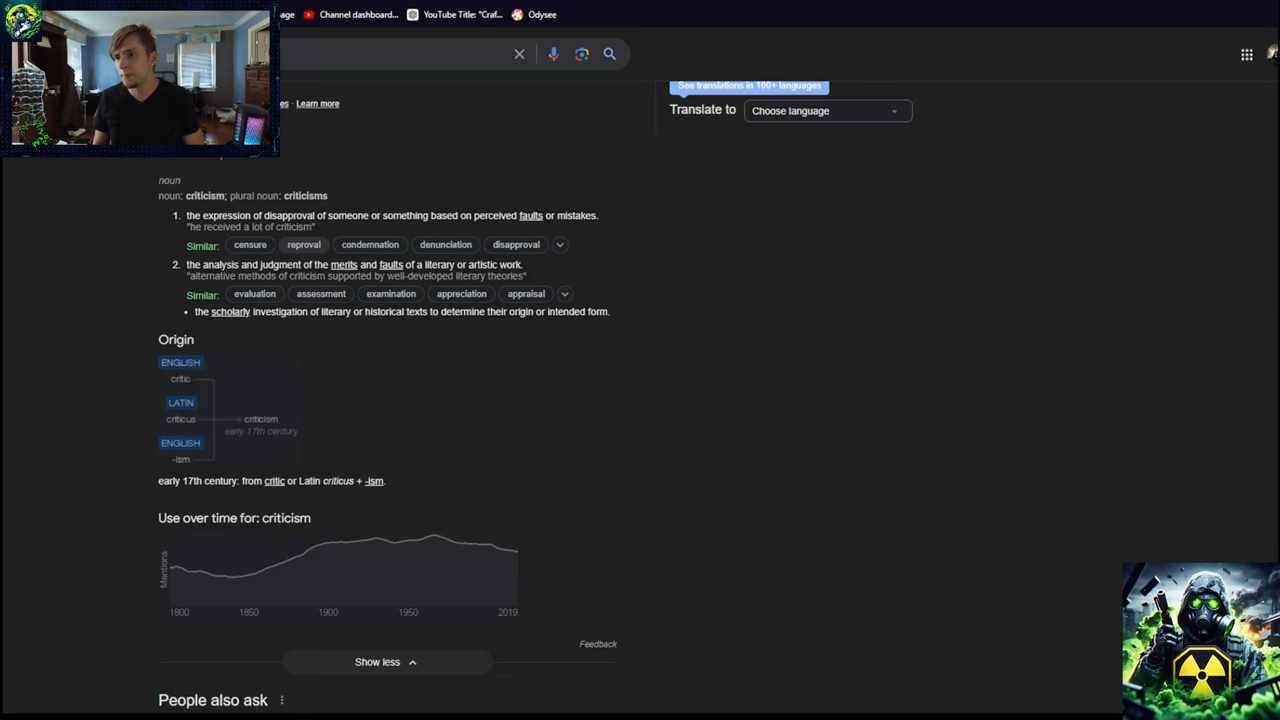 age
Channel dashboard...
YouTube Title: "Craf...
Odysee
See translations in 100+ languages
es · Learn more
Translate to
Choose language
noun
noun: criticism; plural noun: criticisms
1. the expression of disapproval of someone or something based on perceived faults or mistakes.
"he received a lot of criticism"
Similar: censure reproval condemnation denunciation disapproval
2. the analysis and judgment of the merits and faults of a literary or artistic work.
"alternative methods of criticism supported by well-developed literary theories"
Similar: evaluation assessment examination appreciation appraisal
• the scholarly investigation of literary or historical texts to determine their origin or intended form.
Origin
ENGLISH
critic
LATIN
criticus
criticism
early 17th century
ENGLISH
-ism
early 17th century: from critic or Latin criticus + -ism.
Use over time for: criticism
Mentions
1800 1850 1900 1950 2019
Feedback
Show less
People also ask